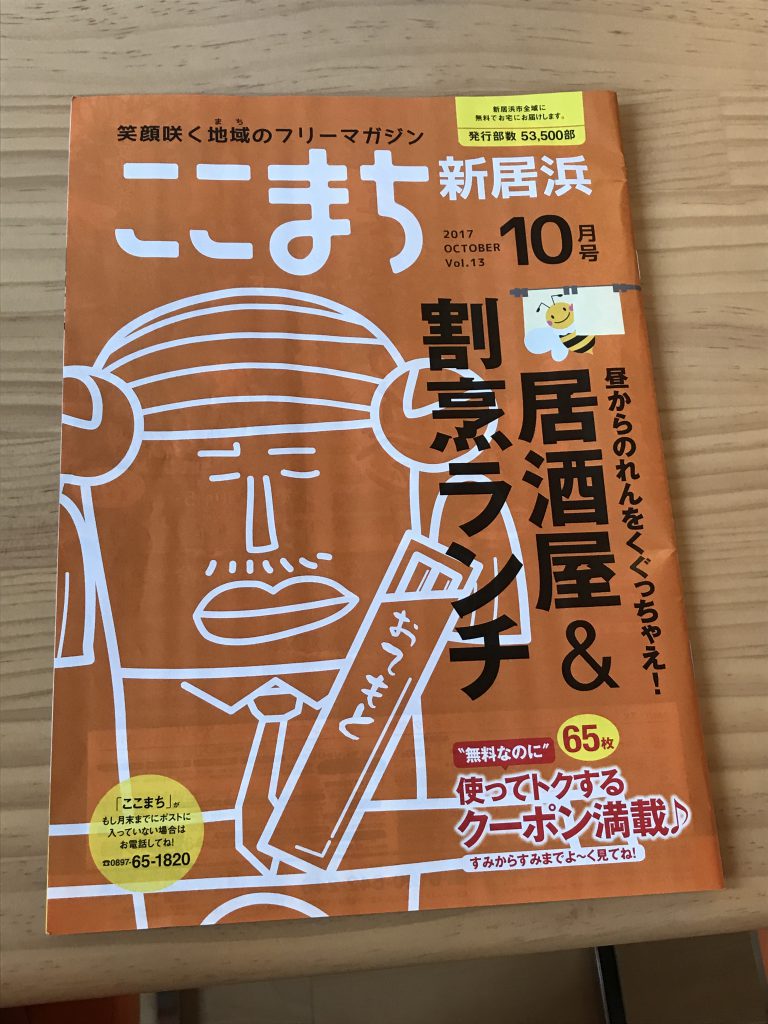 新居浜市全域に
無料でお宅にお届けします。
発行部数 53,500部
笑顔咲く地域のフリーマガジン
まち
ここまち 新居浜
2017
OCTOBER
Vol.13
10月号
昼からのれんをくぐっちゃえ!
居酒屋&
割烹ランチ
おてもと
"無料なのに"
65枚
使ってトクする
クーポン満載♪
すみからすみまでよ〜く見てね!
「ここまち」が
もし月末までにポストに
入っていない場合は
お電話してね!
☎0897-65-1820